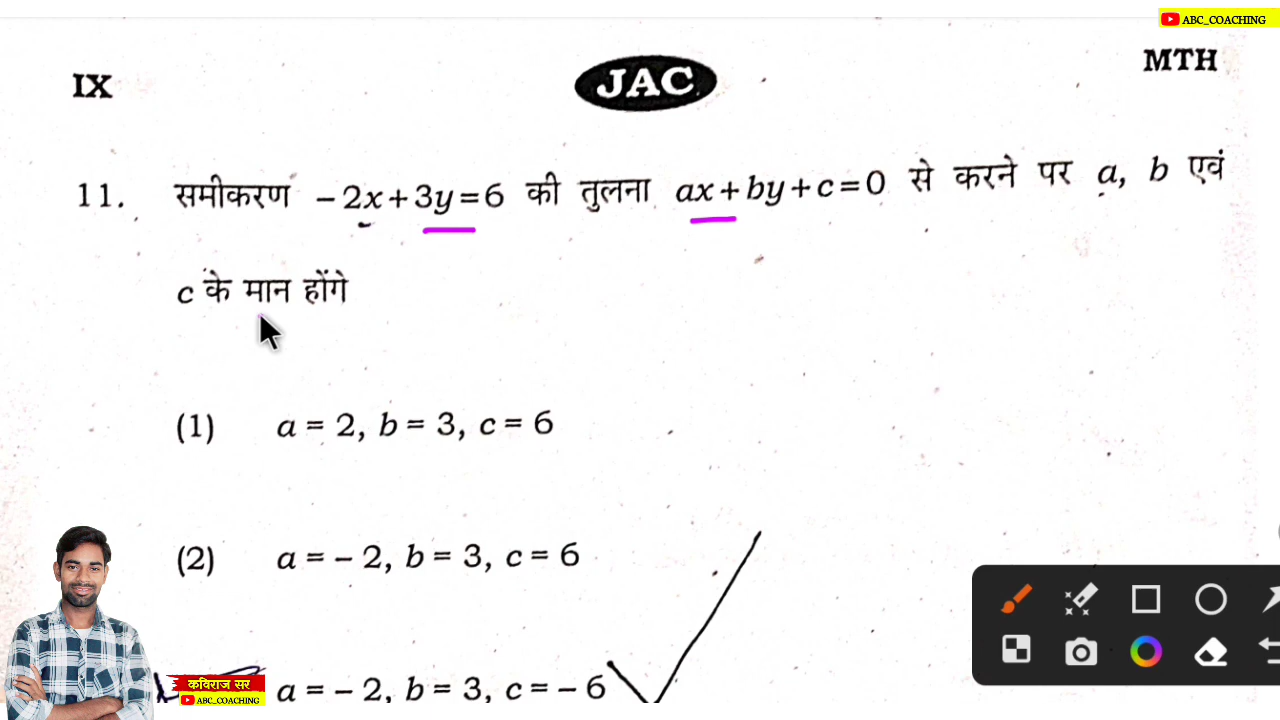 ABC_COACHING
IX
JAC
MTH
11. समीकरण – 2x + 3y = 6 की तुलना ax + by + c = 0 से करने पर a, b एवं
c के मान होंगे
(1) a = 2, b = 3, c = 6
(2) a = – 2, b = 3, c = 6
a = – 2, b = 3, c = – 6
कविराज सर
ABC_COACHING